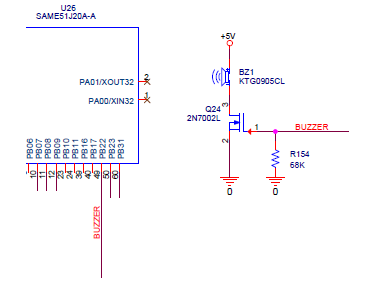 U26
SAME51J20A-A
PA01/XOUT32
2
PA00/XIN32
1
PB06
PB07
PB08
PB09
PB10
PB11
PB16
PB17
PB22
PB23
PB31
10
11
12
23
24
39
40
49
50
60
BUZZER
+5V
BZ1
KTG0905CL
3
Q24
2N7002L
1
BUZZER
2
R154
68K
0
0